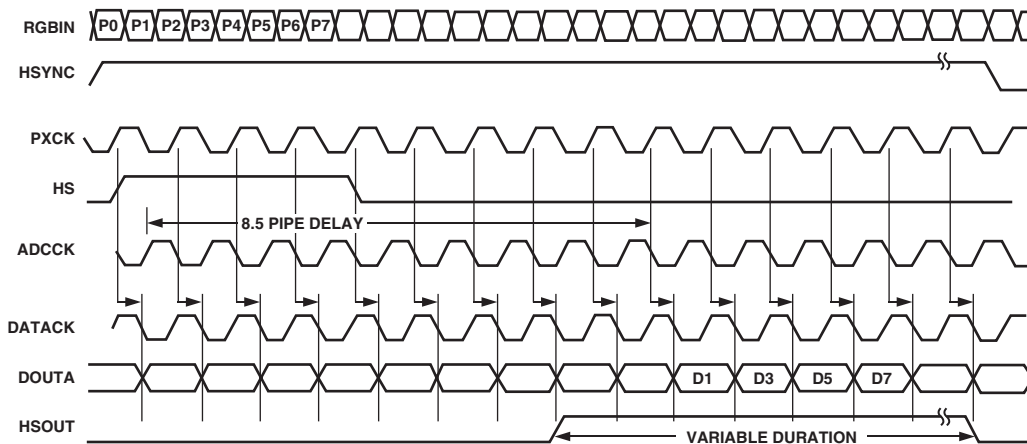 RGBIN P0 P1 P2 P3 P4 P5 P6 P7
HSYNC
PXCK
HS
8.5 PIPE DELAY
ADCCK
DATACK
DOUTA D1 D3 D5 D7
HSOUT
VARIABLE DURATION